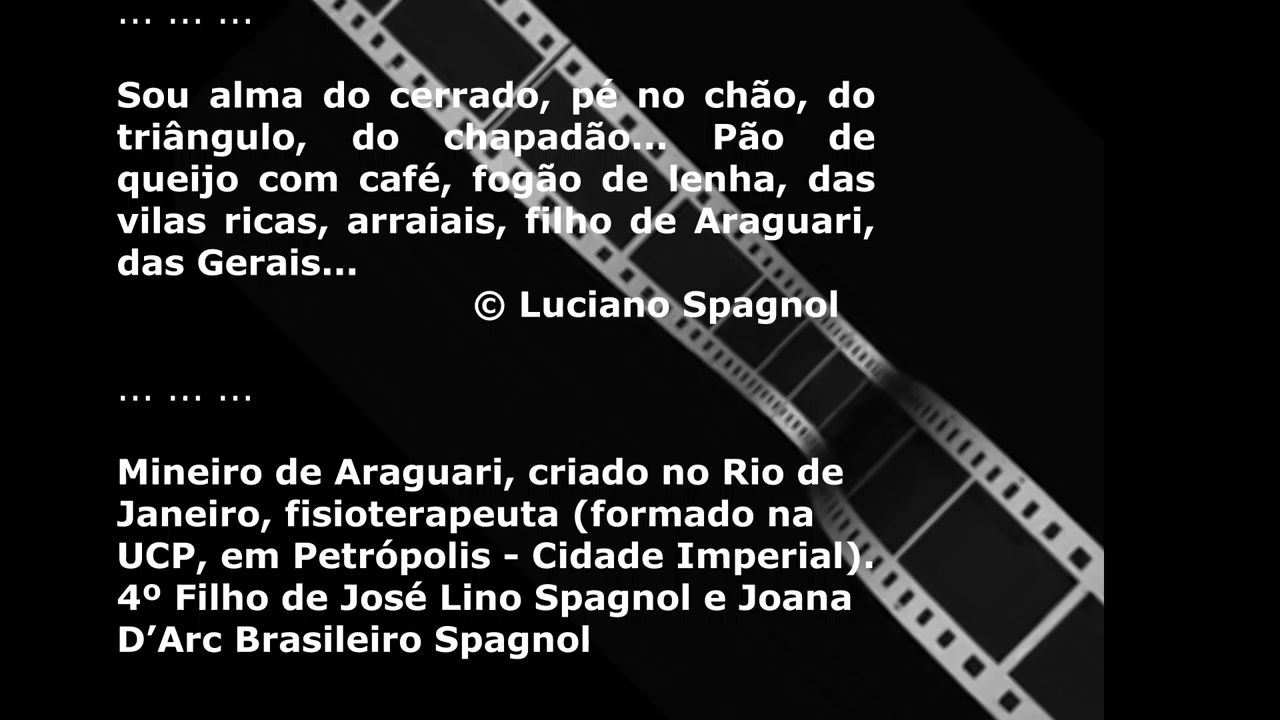 ... ... ...
Sou alma do cerrado, pé no chão, do
triângulo, do chapadão... Pão de
queijo com café, fogão de lenha, das
vilas ricas, arraiais, filho de Araguari,
das Gerais...
© Luciano Spagnol
... ... ...
Mineiro de Araguari, criado no Rio de
Janeiro, fisioterapeuta (formado na
UCP, em Petrópolis - Cidade Imperial).
4º Filho de José Lino Spagnol e Joana
D’Arc Brasileiro Spagnol